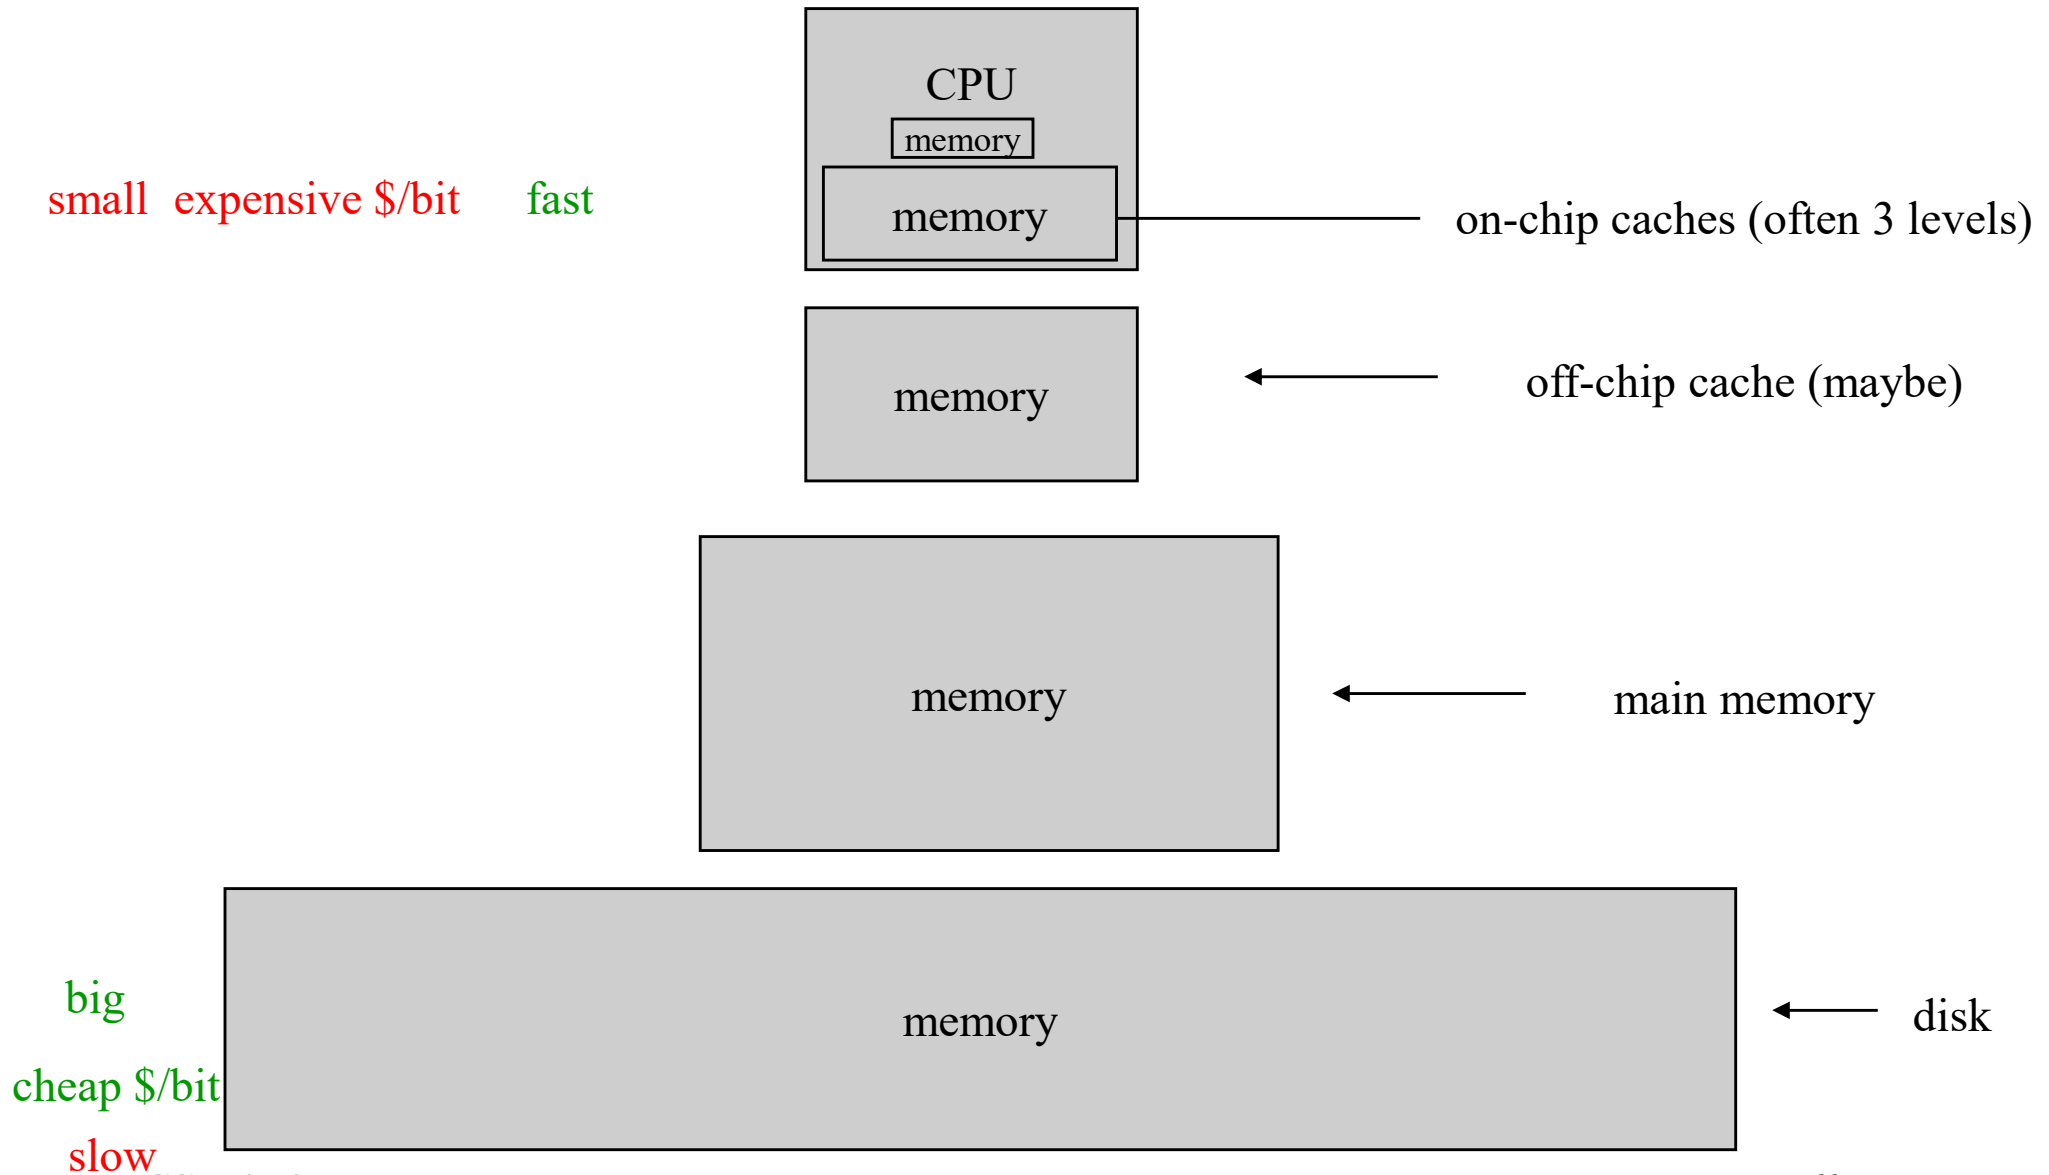 CPU
memory
small expensive $/bit fast
memory
on-chip caches (often 3 levels)
memory
off-chip cache (maybe)
memory
main memory
big
memory
disk
cheap $/bit
slow